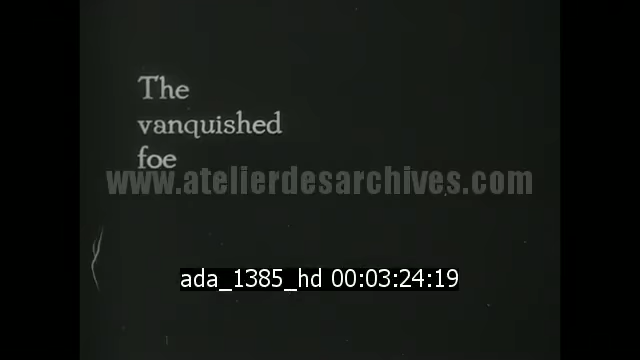 The
vanquished
foe
www.atelierdesarchives.com
ada_1385_hd 00:03:24:19